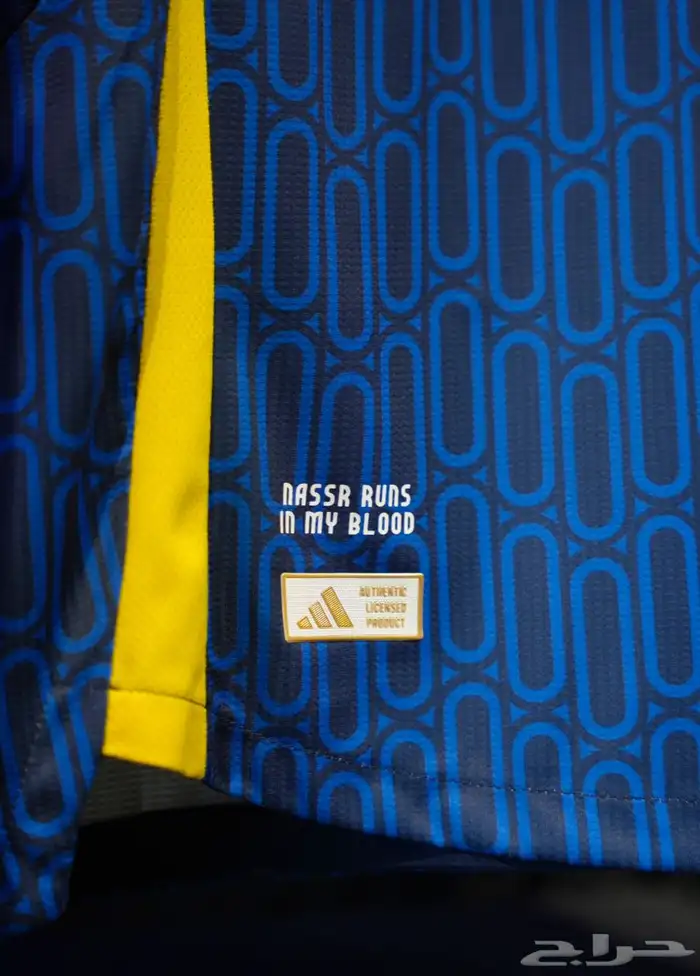 NASSR RUNS
IN MY BLOOD
AUTHENTIC
LICENSED
PRODUCT
حراج